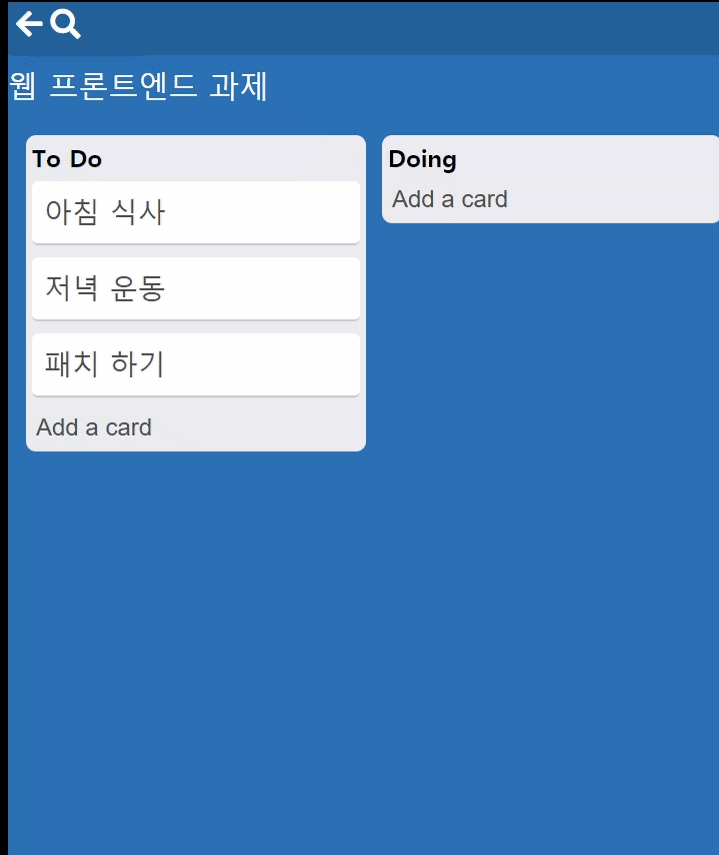 웹 프론트엔드 과제
To Do
아침 식사
저녁 운동
패치 하기
Add a card
Doing
Add a card